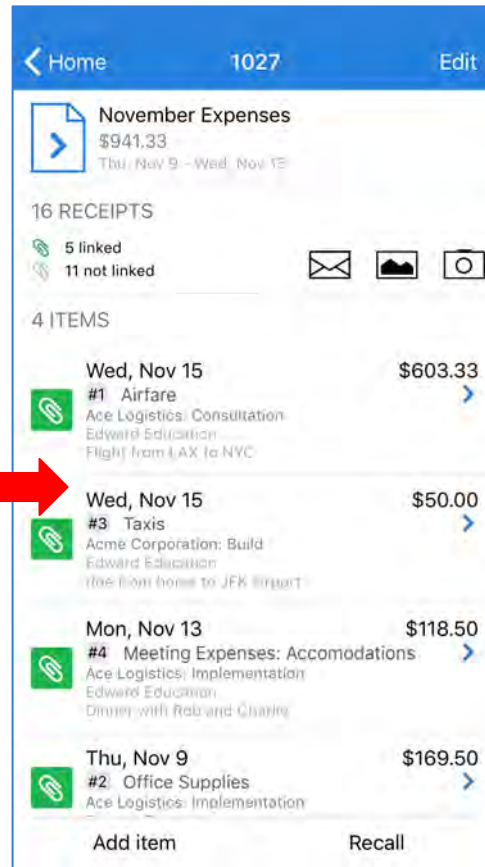 Home 1027 Edit
November Expenses
$941.33
Thu, Nov 9 - Wed, Nov 15
16 RECEIPTS
5 linked
11 not linked
4 ITEMS
Wed, Nov 15 $603.33
#1 Airfare
Ace Logistics: Consultation
Edward Education
Flight from LAX to NYC
Wed, Nov 15 $50.00
#3 Taxis
Acme Corporation: Build
Edward Education
ride from home to JFK airport
Mon, Nov 13 $118.50
#4 Meeting Expenses: Accomodations
Ace Logistics: Implementation
Edward Education
Dinner with Rob and
Thu, Nov 9 $169.50
#2 Office Supplies
Ace Logistics: Implementation
Add item Recall